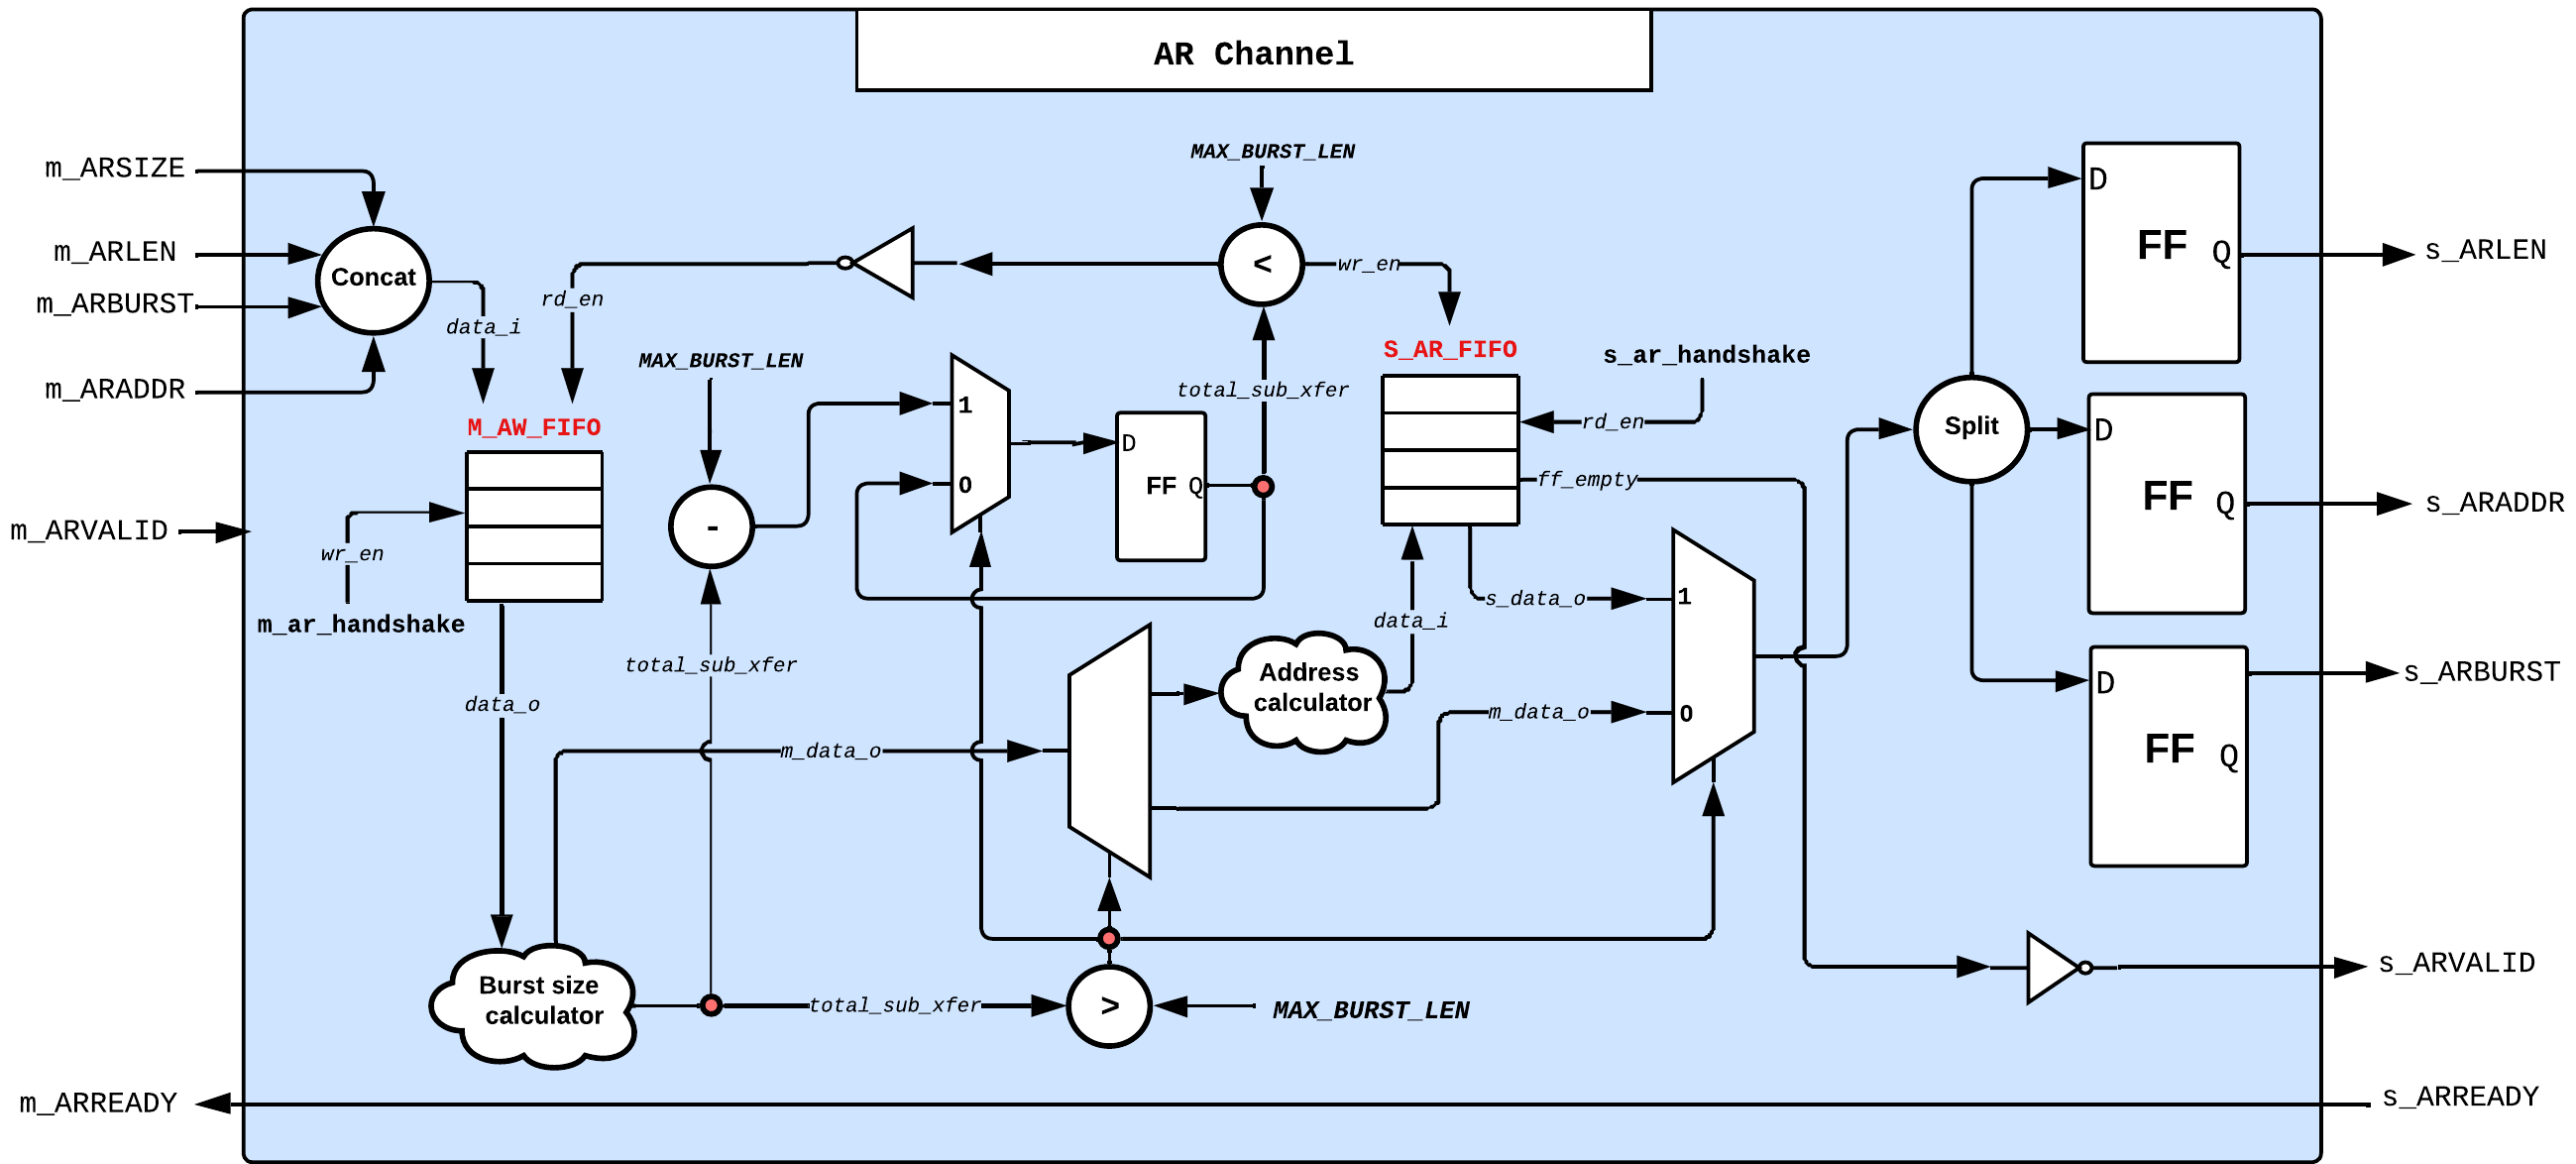 AR Channel
m_ARSIZE
m_ARLEN
m_ARBURST
m_ARADDR
m_ARVALID
m_ARREADY
Concat
data_i
rd_en
M_AW_FIFO
wr_en
m_ar_handshake
data_o
Burst size
calculator
MAX_BURST_LEN
-
total_sub_xfer
m_data_o
total_sub_xfer
1
0
D
FF
Q
MAX_BURST_LEN
<
wr_en
total_sub_xfer
S_AR_FIFO
s_ar_handshake
rd_en
ff_empty
s_data_o
data_i
Address
calculator
m_data_o
1
0
>
MAX_BURST_LEN
Split
D
FF
Q
D
FF
Q
D
FF
Q
s_ARLEN
s_ARADDR
s_ARBURST
s_ARVALID
s_ARREADY